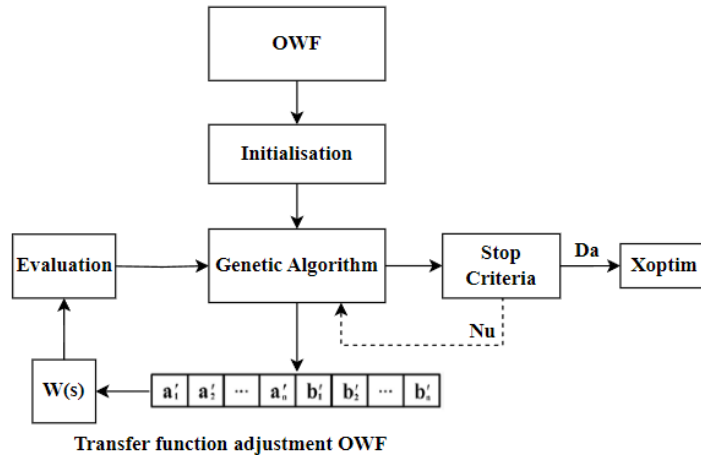 OWF
Initialisation
Evaluation
Genetic Algorithm
Stop
Criteria
Da
Xoptim
Nu
W(s)
a′₁ a′₂ ... a′ₙ b′₁ b′₂ ... b′ₙ
Transfer function adjustment OWF